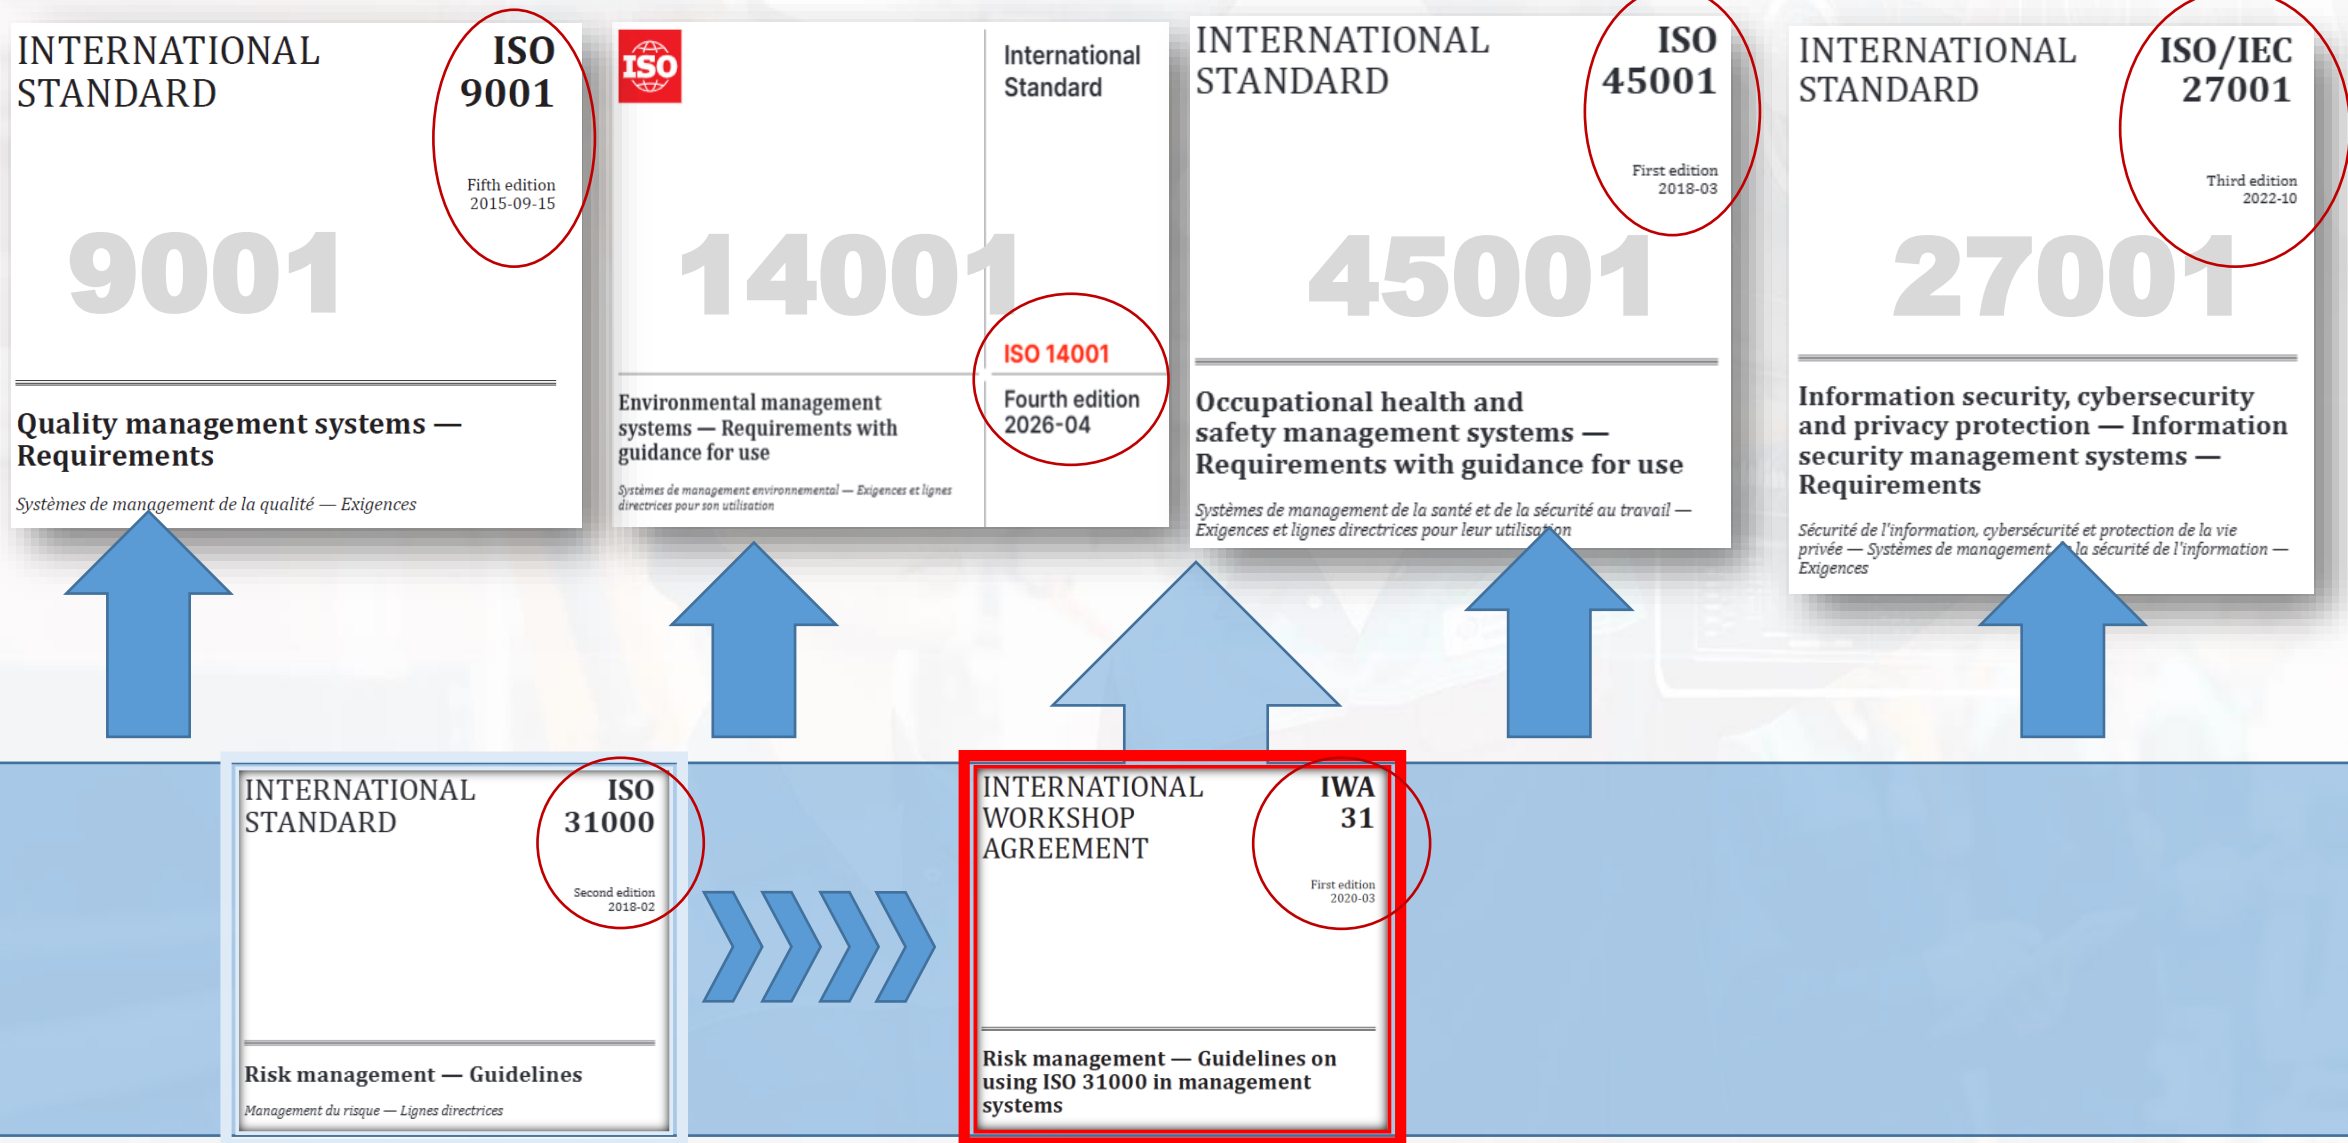 INTERNATIONAL
STANDARD
ISO
9001
Fifth edition
2015-09-15
9001
Quality management systems —
Requirements
Systèmes de management de la qualité — Exigences
ISO
International
Standard
14001
ISO 14001
Fourth edition
2026-04
Environmental management
systems — Requirements with
guidance for use
Systèmes de management environnemental — Exigences et lignes
directrices pour son utilisation
INTERNATIONAL
STANDARD
ISO
45001
First edition
2018-03
45001
Occupational health and
safety management systems —
Requirements with guidance for use
Systèmes de management de la santé et de la sécurité au travail —
Exigences et lignes directrices pour leur utilisation
INTERNATIONAL
STANDARD
ISO/IEC
27001
Third edition
2022-10
27001
Information security, cybersecurity
and privacy protection — Information
security management systems —
Requirements
Sécurité de l'information, cybersécurité et protection de la vie
privée — Systèmes de management la sécurité de l'information —
Exigences
INTERNATIONAL
STANDARD
ISO
31000
Second edition
2018-02
Risk management — Guidelines
Management du risque — Lignes directrices
INTERNATIONAL
WORKSHOP
AGREEMENT
IWA
31
First edition
2020-03
Risk management — Guidelines on
using ISO 31000 in management
systems